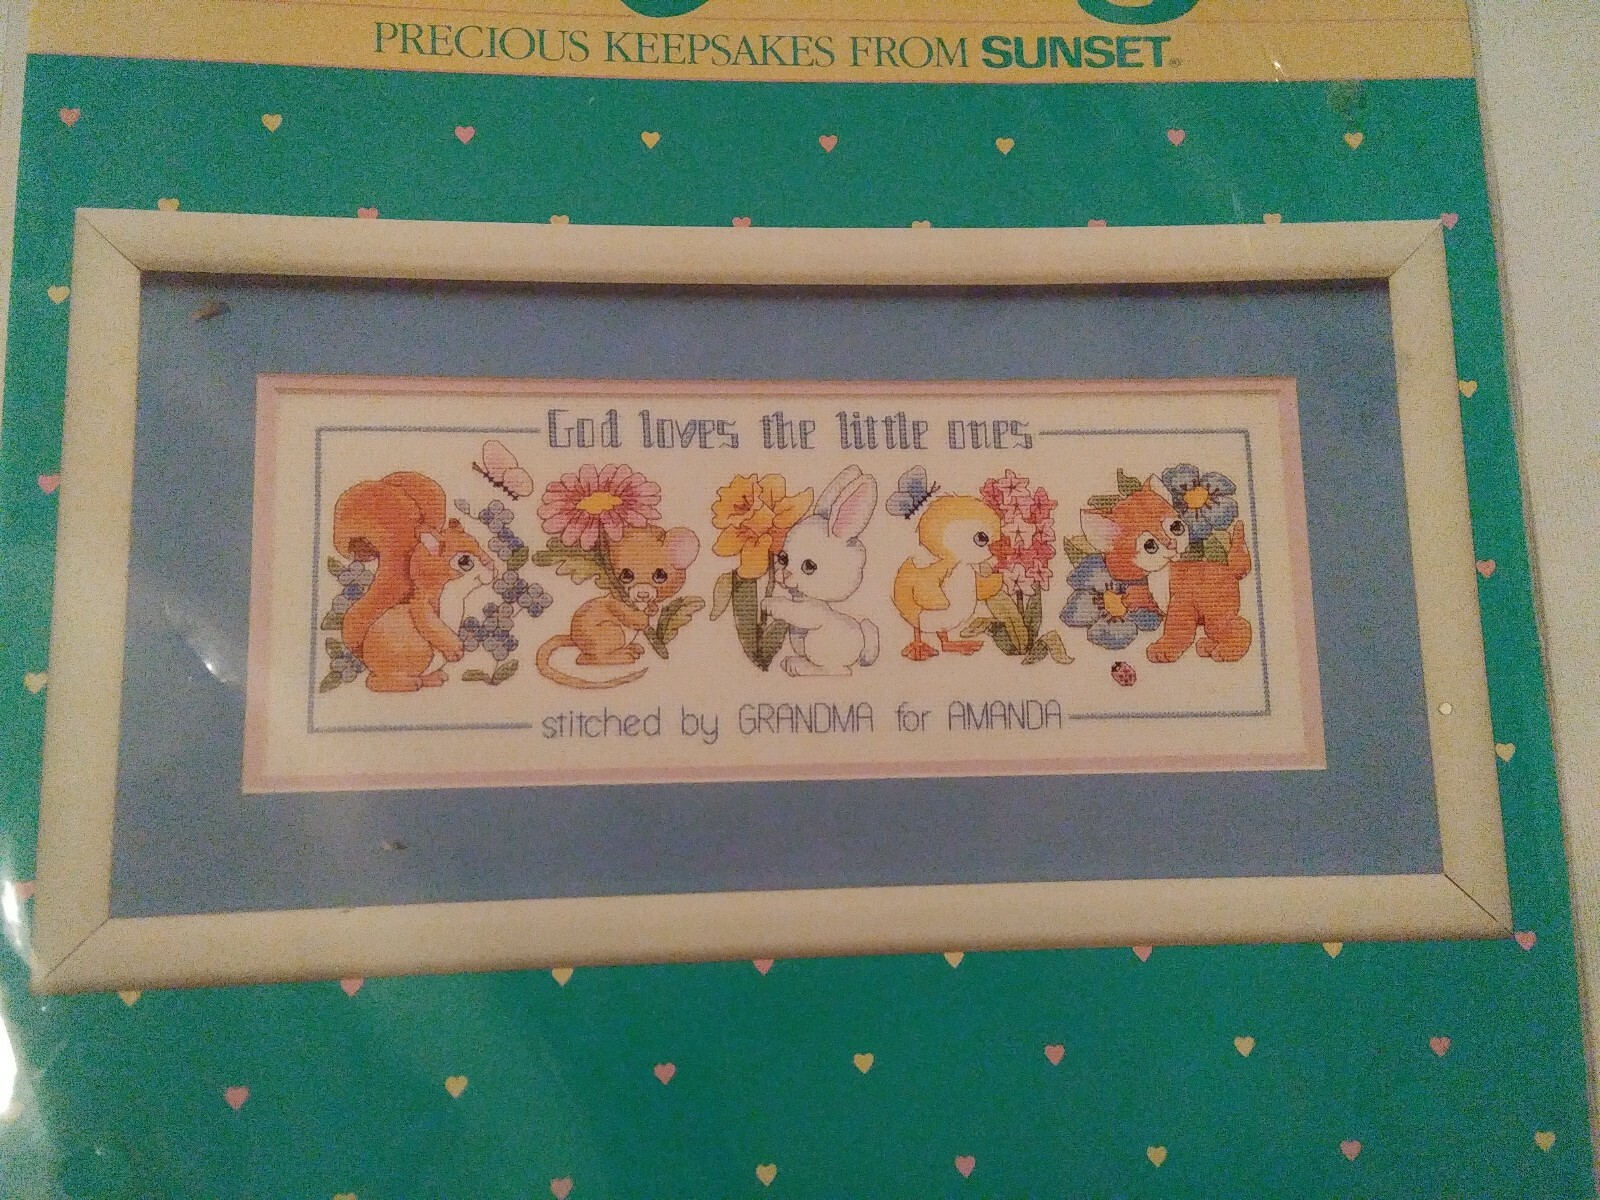 PRECIOUS KEEPSAKES FROM SUNSET®
God loves the little ones
stitched by GRANDMA for AMANDA